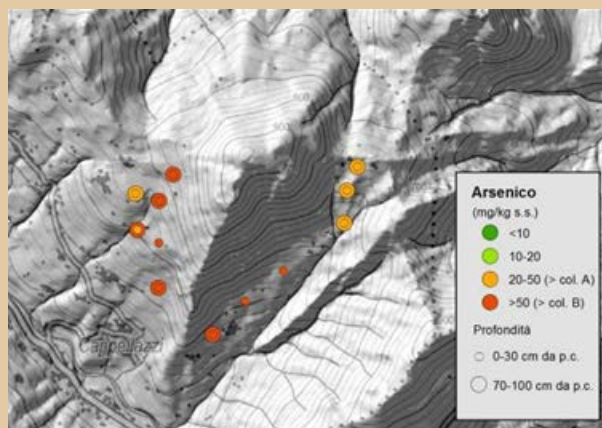 Cappellazzi
Arsenico
(mg/kg s.s.)
<10
10-20
20-50 (> col. A)
>50 (> col. B)
Profondità
0-30 cm da p.c.
70-100 cm da p.c.